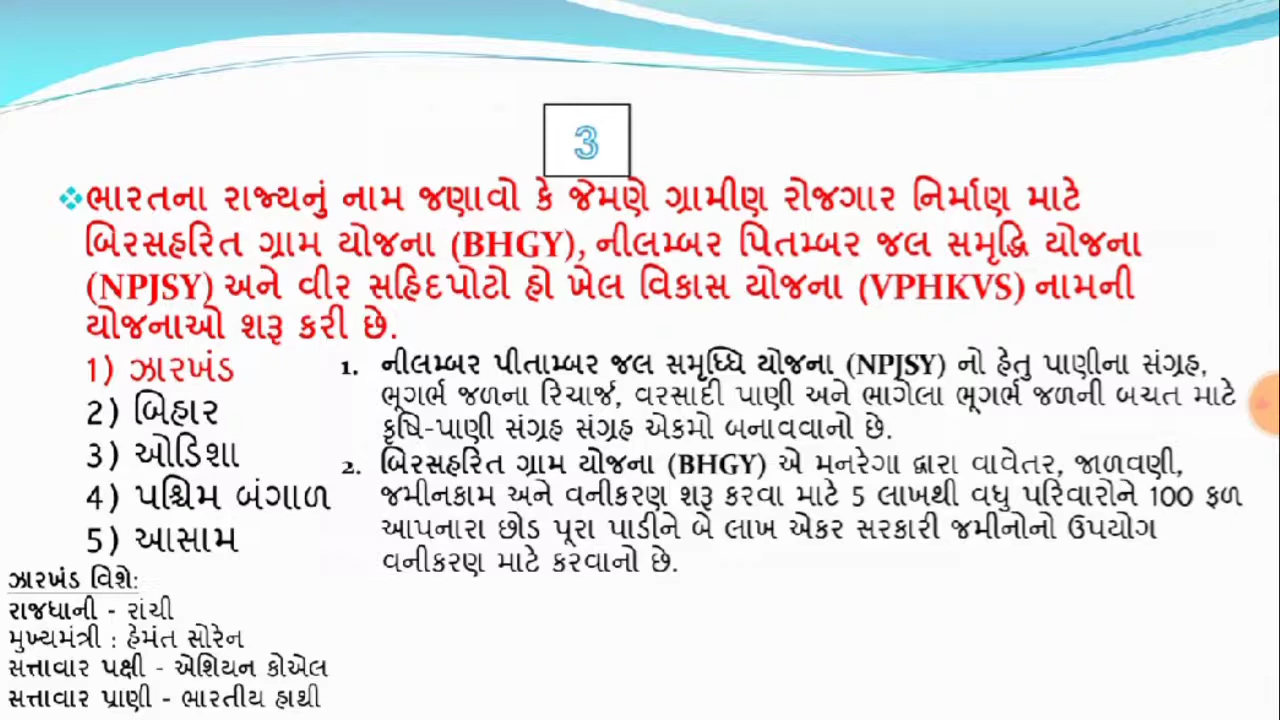 3
ભારતના રાજ્યનું નામ જણાવો કે જેમણે ગ્રામીણ રોજગાર નિર્માણ માટે
બિરસહરિત ગ્રામ યોજના (BHGY), નીલમ્બર પિતમ્બર જલ સમૃદ્ધિ યોજના
(NPJSY) અને વીર સહિદપોટો હો ખેલ વિકાસ યોજના (VPHKVS) નામની
યોજનાઓ શરૂ કરી છે.
1) ઝારખંડ
2) બિહાર
3) ઓડિશા
4) પશ્ચિમ બંગાળ
5) આસામ
1. નીલમ્બર પીતામ્બર જલ સમૃધ્ધિ યોજના (NPJSY) નો હેતુ પાણીના સંગ્રહ,
ભૂગર્ભ જળના રિચાર્જ, વરસાદી પાણી અને ભાગેલા ભૂગર્ભ જળની બચત માટે
કૃષિ-પાણી સંગ્રહ સંગ્રહ એકમો બનાવવાનો છે.
2. બિરસહરિત ગ્રામ યોજના (BHGY) એ મનરેગા દ્વારા વાવેતર, જાળવણી,
જમીનકામ અને વનીકરણ શરૂ કરવા માટે 5 લાખથી વધુ પરિવારોને 100 ફળ
આપનારા છોડ પૂરા પાડીને બે લાખ એકર સરકારી જમીનોનો ઉપયોગ
વનીકરણ માટે કરવાનો છે.
ઝારખંડ વિશે:
રાજધાની - રાંચી
મુખ્યમંત્રી : હેમંત સોરેન
સત્તાવાર પક્ષી - એશિયન કોએલ
સત્તાવાર પ્રાણી - ભારતીય હાથી